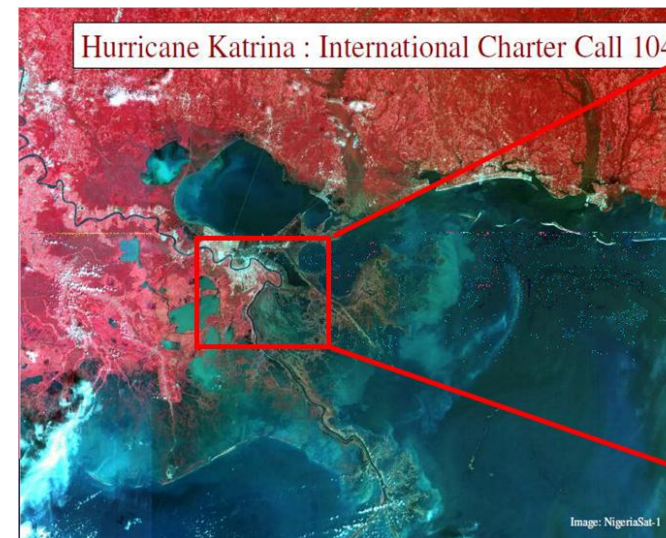 Hurricane Katrina : International Charter Call 104
Image: NigeriaSat-1